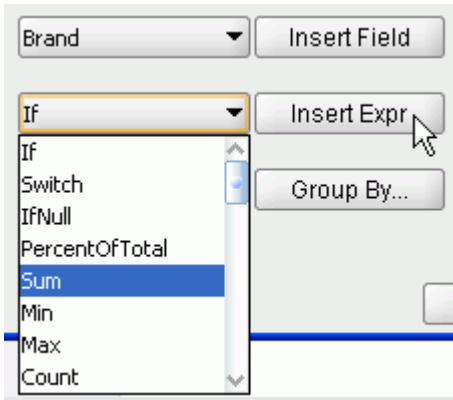 Brand Insert Field
If Insert Expr
If
Switch
IfNull Group By...
PercentOfTotal
Sum
Min
Max
Count